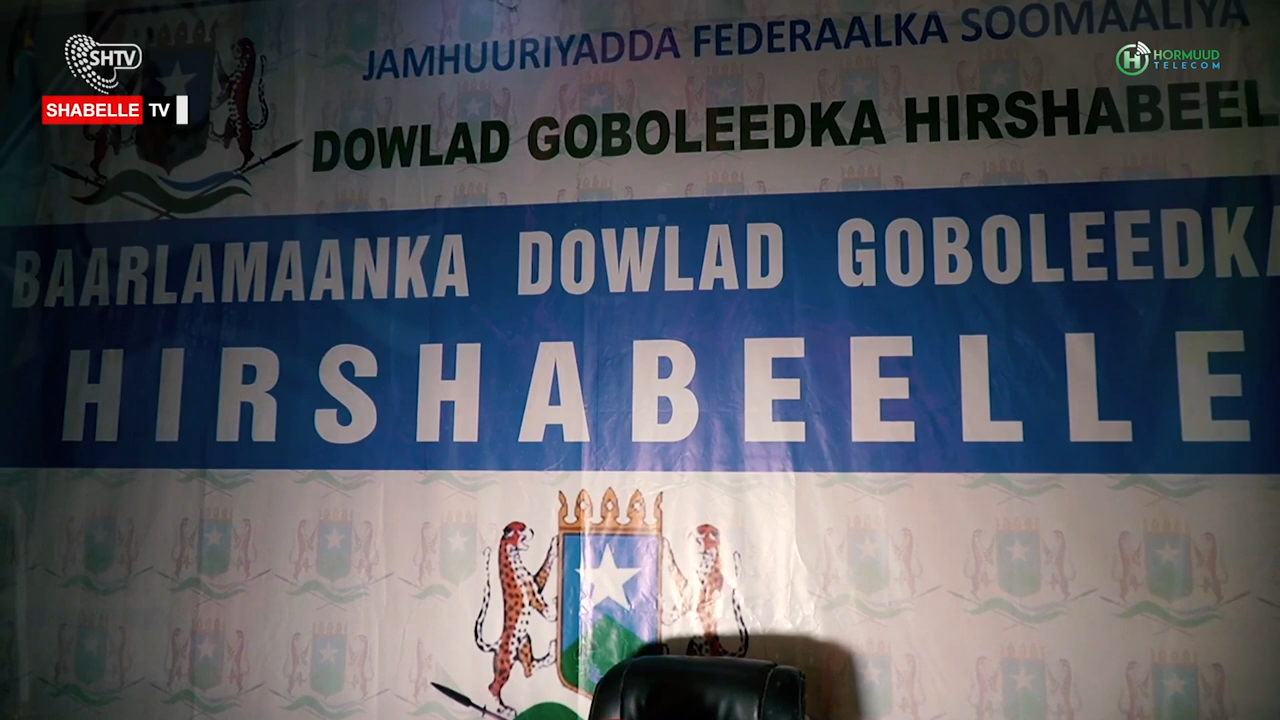 SHTV
SHABELLE TV
HORMUUD
TELECOM
JAMHUURIYADDA FEDERAALKA SOOMAALIYA
DOWLAD GOBOLEEDKA HIRSHABEEL
BAARLAMAANKA DOWLAD GOBOLEEDKA
HIRSHABEELLE